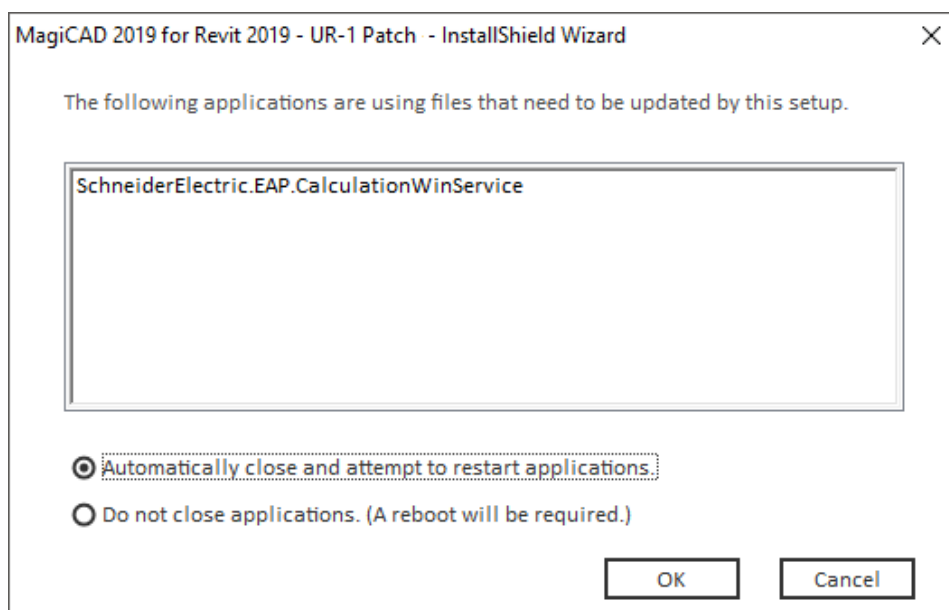 MagiCAD 2019 for Revit 2019 - UR-1 Patch - InstallShield Wizard
The following applications are using files that need to be updated by this setup.
SchneiderElectric.EAP.CalculationWinService
Automatically close and attempt to restart applications.
Do not close applications. (A reboot will be required.)
OK Cancel